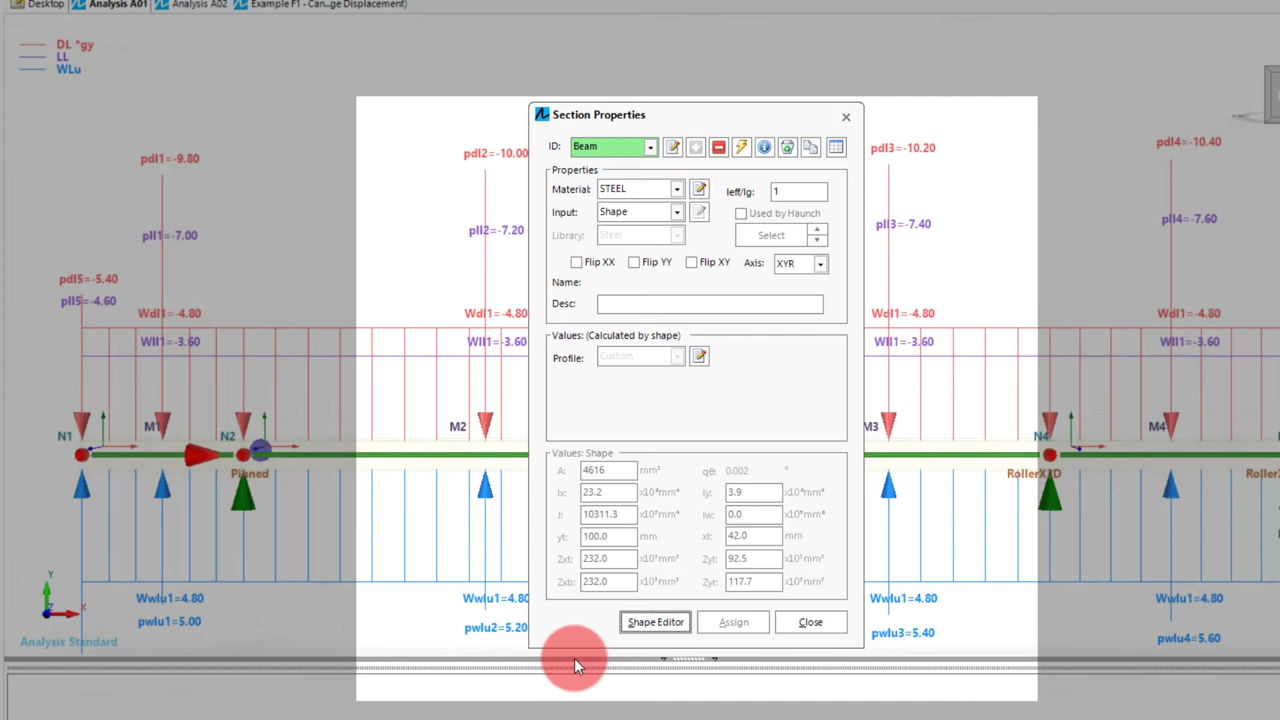 Desktop Analysis A01 Analysis A02 Example F1 - Can...ge Displacement)
DL *gy
LL
WLu
Section Properties
ID: Beam
Properties
Material: STEEL Ieff/Ig: 1
Input: Shape Used by Haunch
Library: Steel Select
Flip XX Flip YY Flip XY Axis: XYR
Name:
Desc:
Values: (Calculated by shape)
Profile: Custom
Values: Shape
A: 4616 mm² 0.002 °
Ix: 23.2 x10⁶mm⁴ Iy: 3.9 x10⁶mm⁴
J: 10311.3 x10³mm⁴ Iw: 0.0
yt: 100.0 mm xl: 42.0 mm
Zxt: 232.0 x10³mm³ Zyl: 92.5 x10³mm³
Zxb: 232.0 x10³mm³ Zyr: 117.7 x10³mm³
Shape Editor Assign Close
pdl1=-9.80
pdl2=-10.00
pdl3=-10.20
pdl4=-10.40
pll1=-7.00
pll2=-7.20
pll3=-7.40
pll4=-7.60
pdl5=-5.40
pll5=-4.60
Wdl1=-4.80
Wdl1=-4.80
Wdl1=-4.80
Wdl1=-4.80
Wll1=-3.60
Wll1=-3.60
Wll1=-3.60
Wll1=-3.60
N1 M1 N2 M2 M3 N4 M4
Pinned RollerX3D
Wwlu1=4.80
Wwlu1=4.80
Wwlu1=4.80
Wwlu1=4.80
pwlu1=5.00
pwlu2=5.20
pwlu3=5.40
pwlu4=5.60
Y
Z X
Analysis Standard